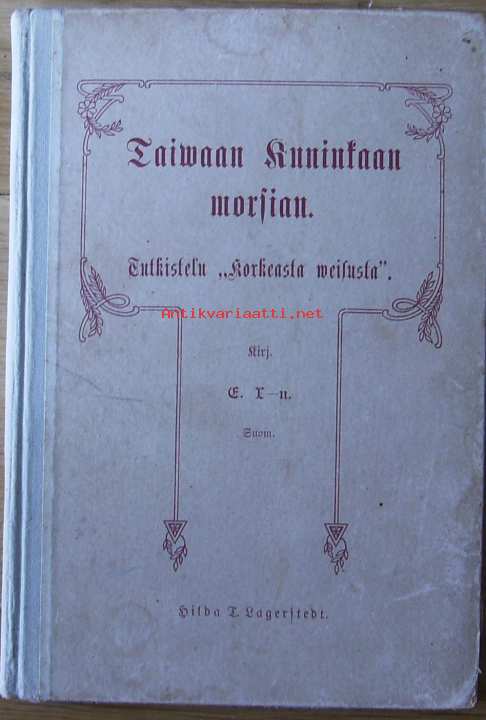 Taiwaan Kuninkaan
morsian.
Tutkistelu „Korkeasta weisusta”.
Antikvariaatti.net
Kirj.
E. L—n.
Suom.
Hilda T. Lagerstedt.